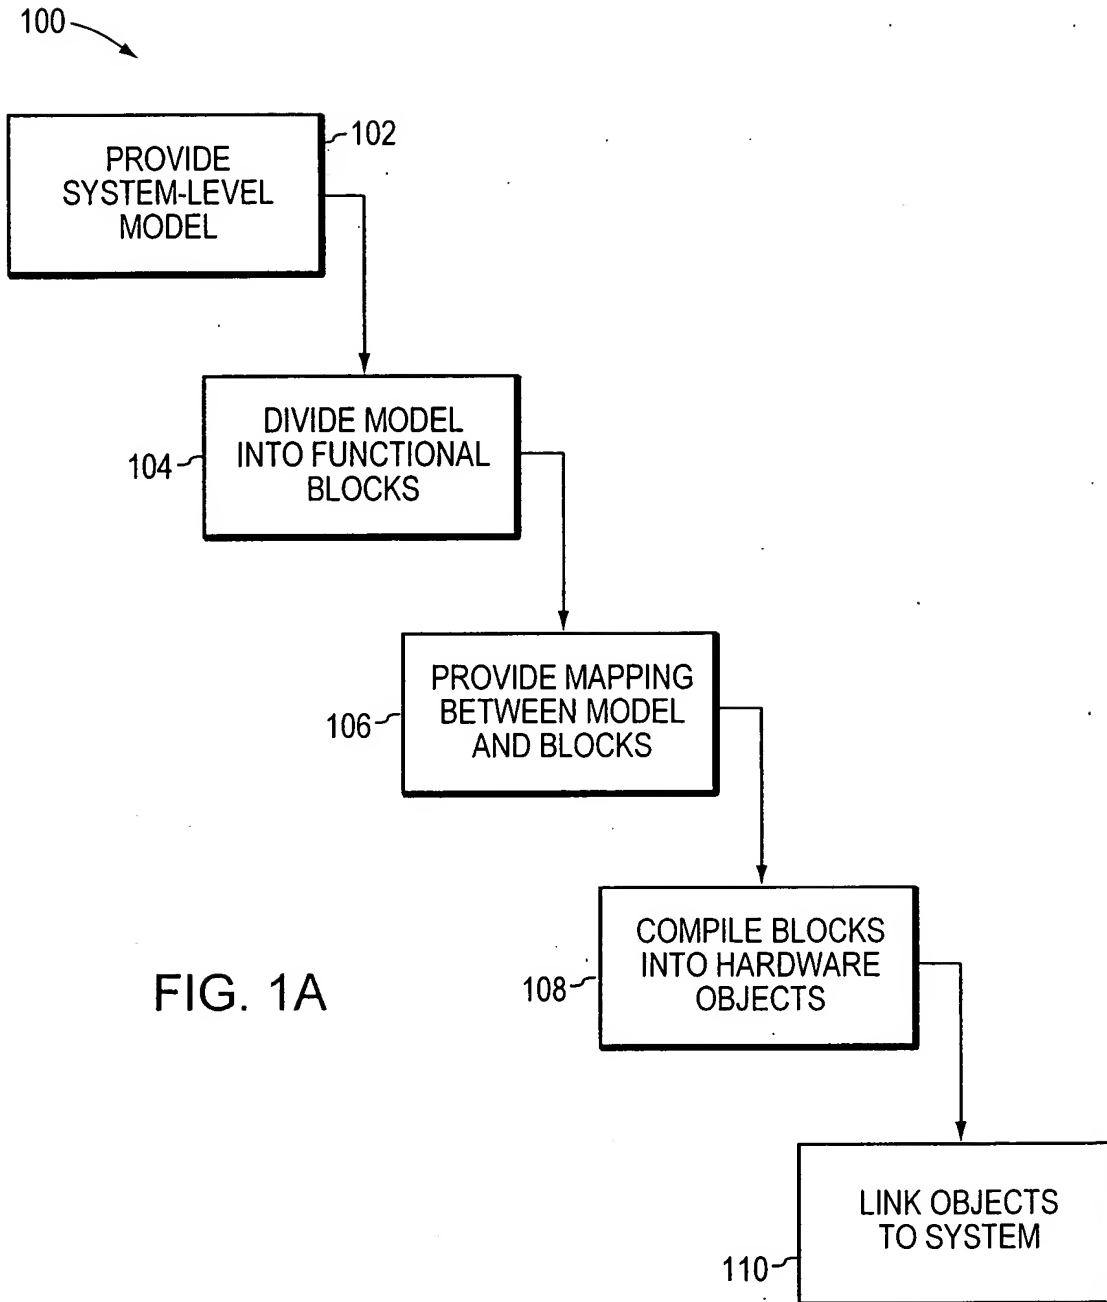 100
PROVIDE
SYSTEM-LEVEL
MODEL
102
DIVIDE MODEL
INTO FUNCTIONAL
BLOCKS
104
PROVIDE MAPPING
BETWEEN MODEL
AND BLOCKS
106
COMPILE BLOCKS
INTO HARDWARE
OBJECTS
108
FIG. 1A
LINK OBJECTS
TO SYSTEM
110